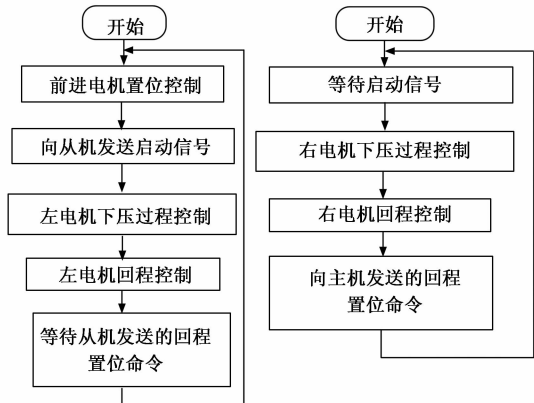 开始
前进电机置位控制
向从机发送启动信号
左电机下压过程控制
左电机回程控制
等待从机发送的回程
置位命令
开始
等待启动信号
右电机下压过程控制
右电机回程控制
向主机发送的回程
置位命令